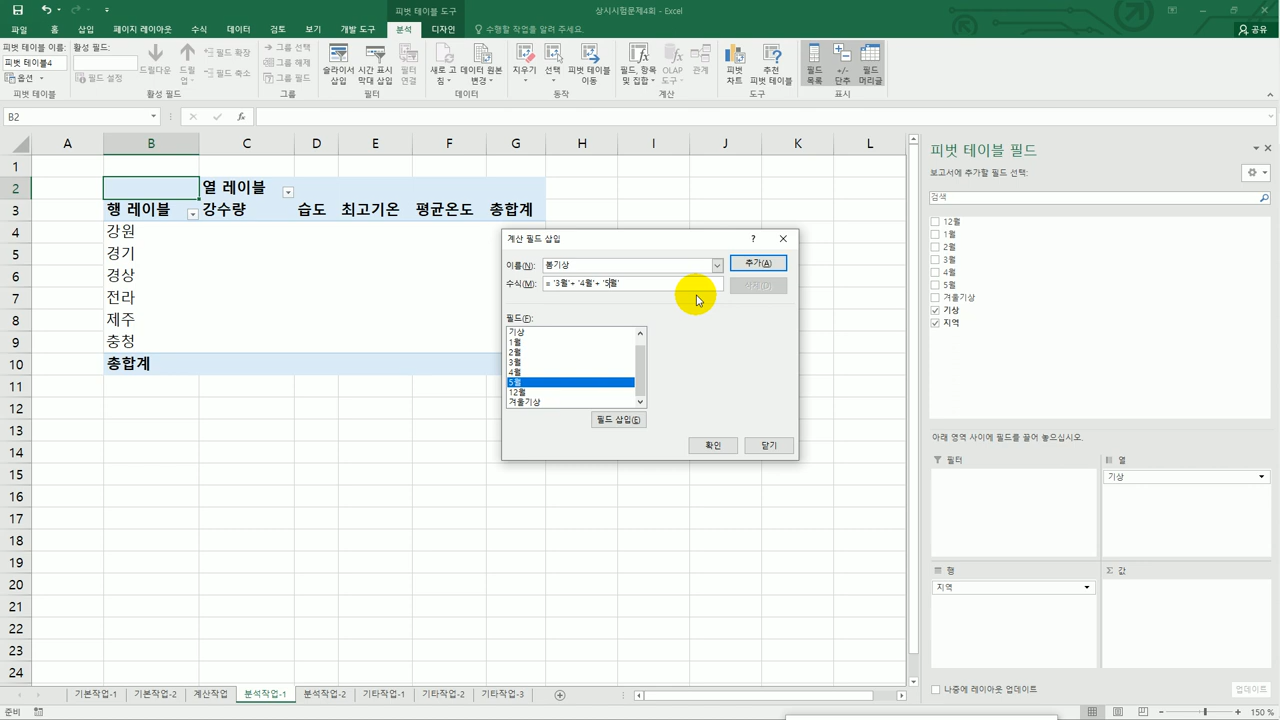 피벗 테이블 도구
상시시험문제4회 - Excel
파일 홈 삽입 페이지 레이아웃 수식 데이터 검토 보기 개발 도구 분석 디자인 수행할 작업을 알려 주세요.
공유
피벗 테이블 이름:
피벗 테이블4
옵션
피벗 테이블
활성 필드:
필드 설정
드릴다운
드릴
업
필드 확장
필드 축소
활성 필드
그룹 선택
그룹 해제
그룹 필드
그룹
슬라이서
삽입
시간 표시
막대 삽입
필터
연결
필터
새로 고
침
데이터 원본
변경
데이터
지우기
선택
피벗 테이블
이동
동작
필드, 항목
및 집합
OLAP
도구
관계
계산
피벗
차트
추천
피벗 테이블
도구
필드
목록
+/-
단추
필드
머리글
표시
B2
fx
A B C D E F G H I J K L
1
2 열 레이블
3 행 레이블 강수량 습도 최고기온 평균온도 총합계
4 강원
5 경기
6 경상
7 전라
8 제주
9 충청
10 총합계
11
12
13
14
15
16
17
18
19
20
21
22
23
24
계산 필드 삽입
?
이름(N): 봄기상
추가(A)
수식(M): = '3월'+ '4월'+ '5월'
삭제(D)
필드(F):
기상
1월
2월
3월
4월
5월
12월
겨울기상
필드 삽입(E)
확인 닫기
피벗 테이블 필드
보고서에 추가할 필드 선택:
검색
12월
1월
2월
3월
4월
5월
겨울기상
기상
지역
아래 영역 사이에 필드를 끌어 놓으십시오.
필터
열
기상
행
지역
Σ 값
나중에 레이아웃 업데이트
업데이트
기본작업-1 기본작업-2 계산작업 분석작업-1 분석작업-2 기타작업-1 기타작업-2 기타작업-3
준비
150 %